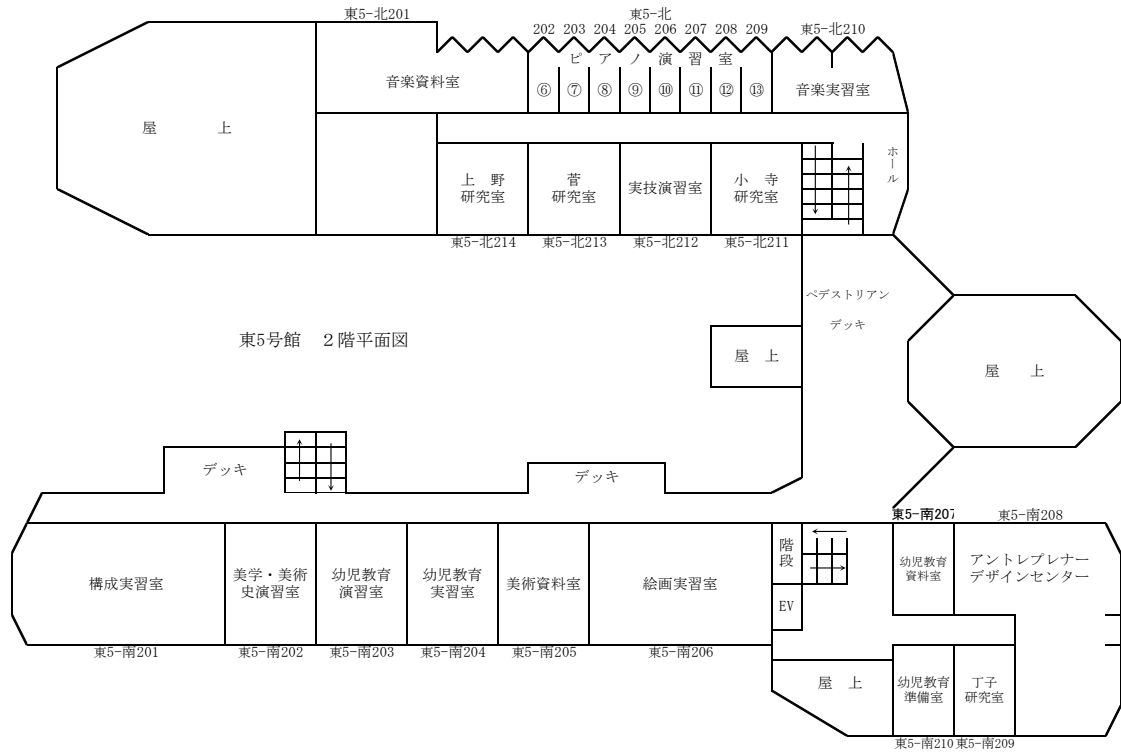 東5-北201
東5-北
202 203 204 205 206 207 208 209
東5-北210
ピアノ演習室
音楽資料室
⑥ ⑦ ⑧ ⑨ ⑩ ⑪ ⑫ ⑬
音楽実習室
屋 上
ホール
上 野
研究室
菅
研究室
実技演習室
小 寺
研究室
東5-北214
東5-北213
東5-北212
東5-北211
ペデストリアン
デッキ
東5号館 2階平面図
屋 上
屋 上
デッキ
デッキ
東5-南207
東5-南208
階段
構成実習室
美学・美術
史演習室
幼児教育
演習室
幼児教育
実習室
美術資料室
絵画実習室
幼児教育
資料室
アントレプレナー
デザインセンター
EV
東5-南201
東5-南202
東5-南203
東5-南204
東5-南205
東5-南206
屋 上
幼児教育
準備室
丁子
研究室
東5-南210
東5-南209